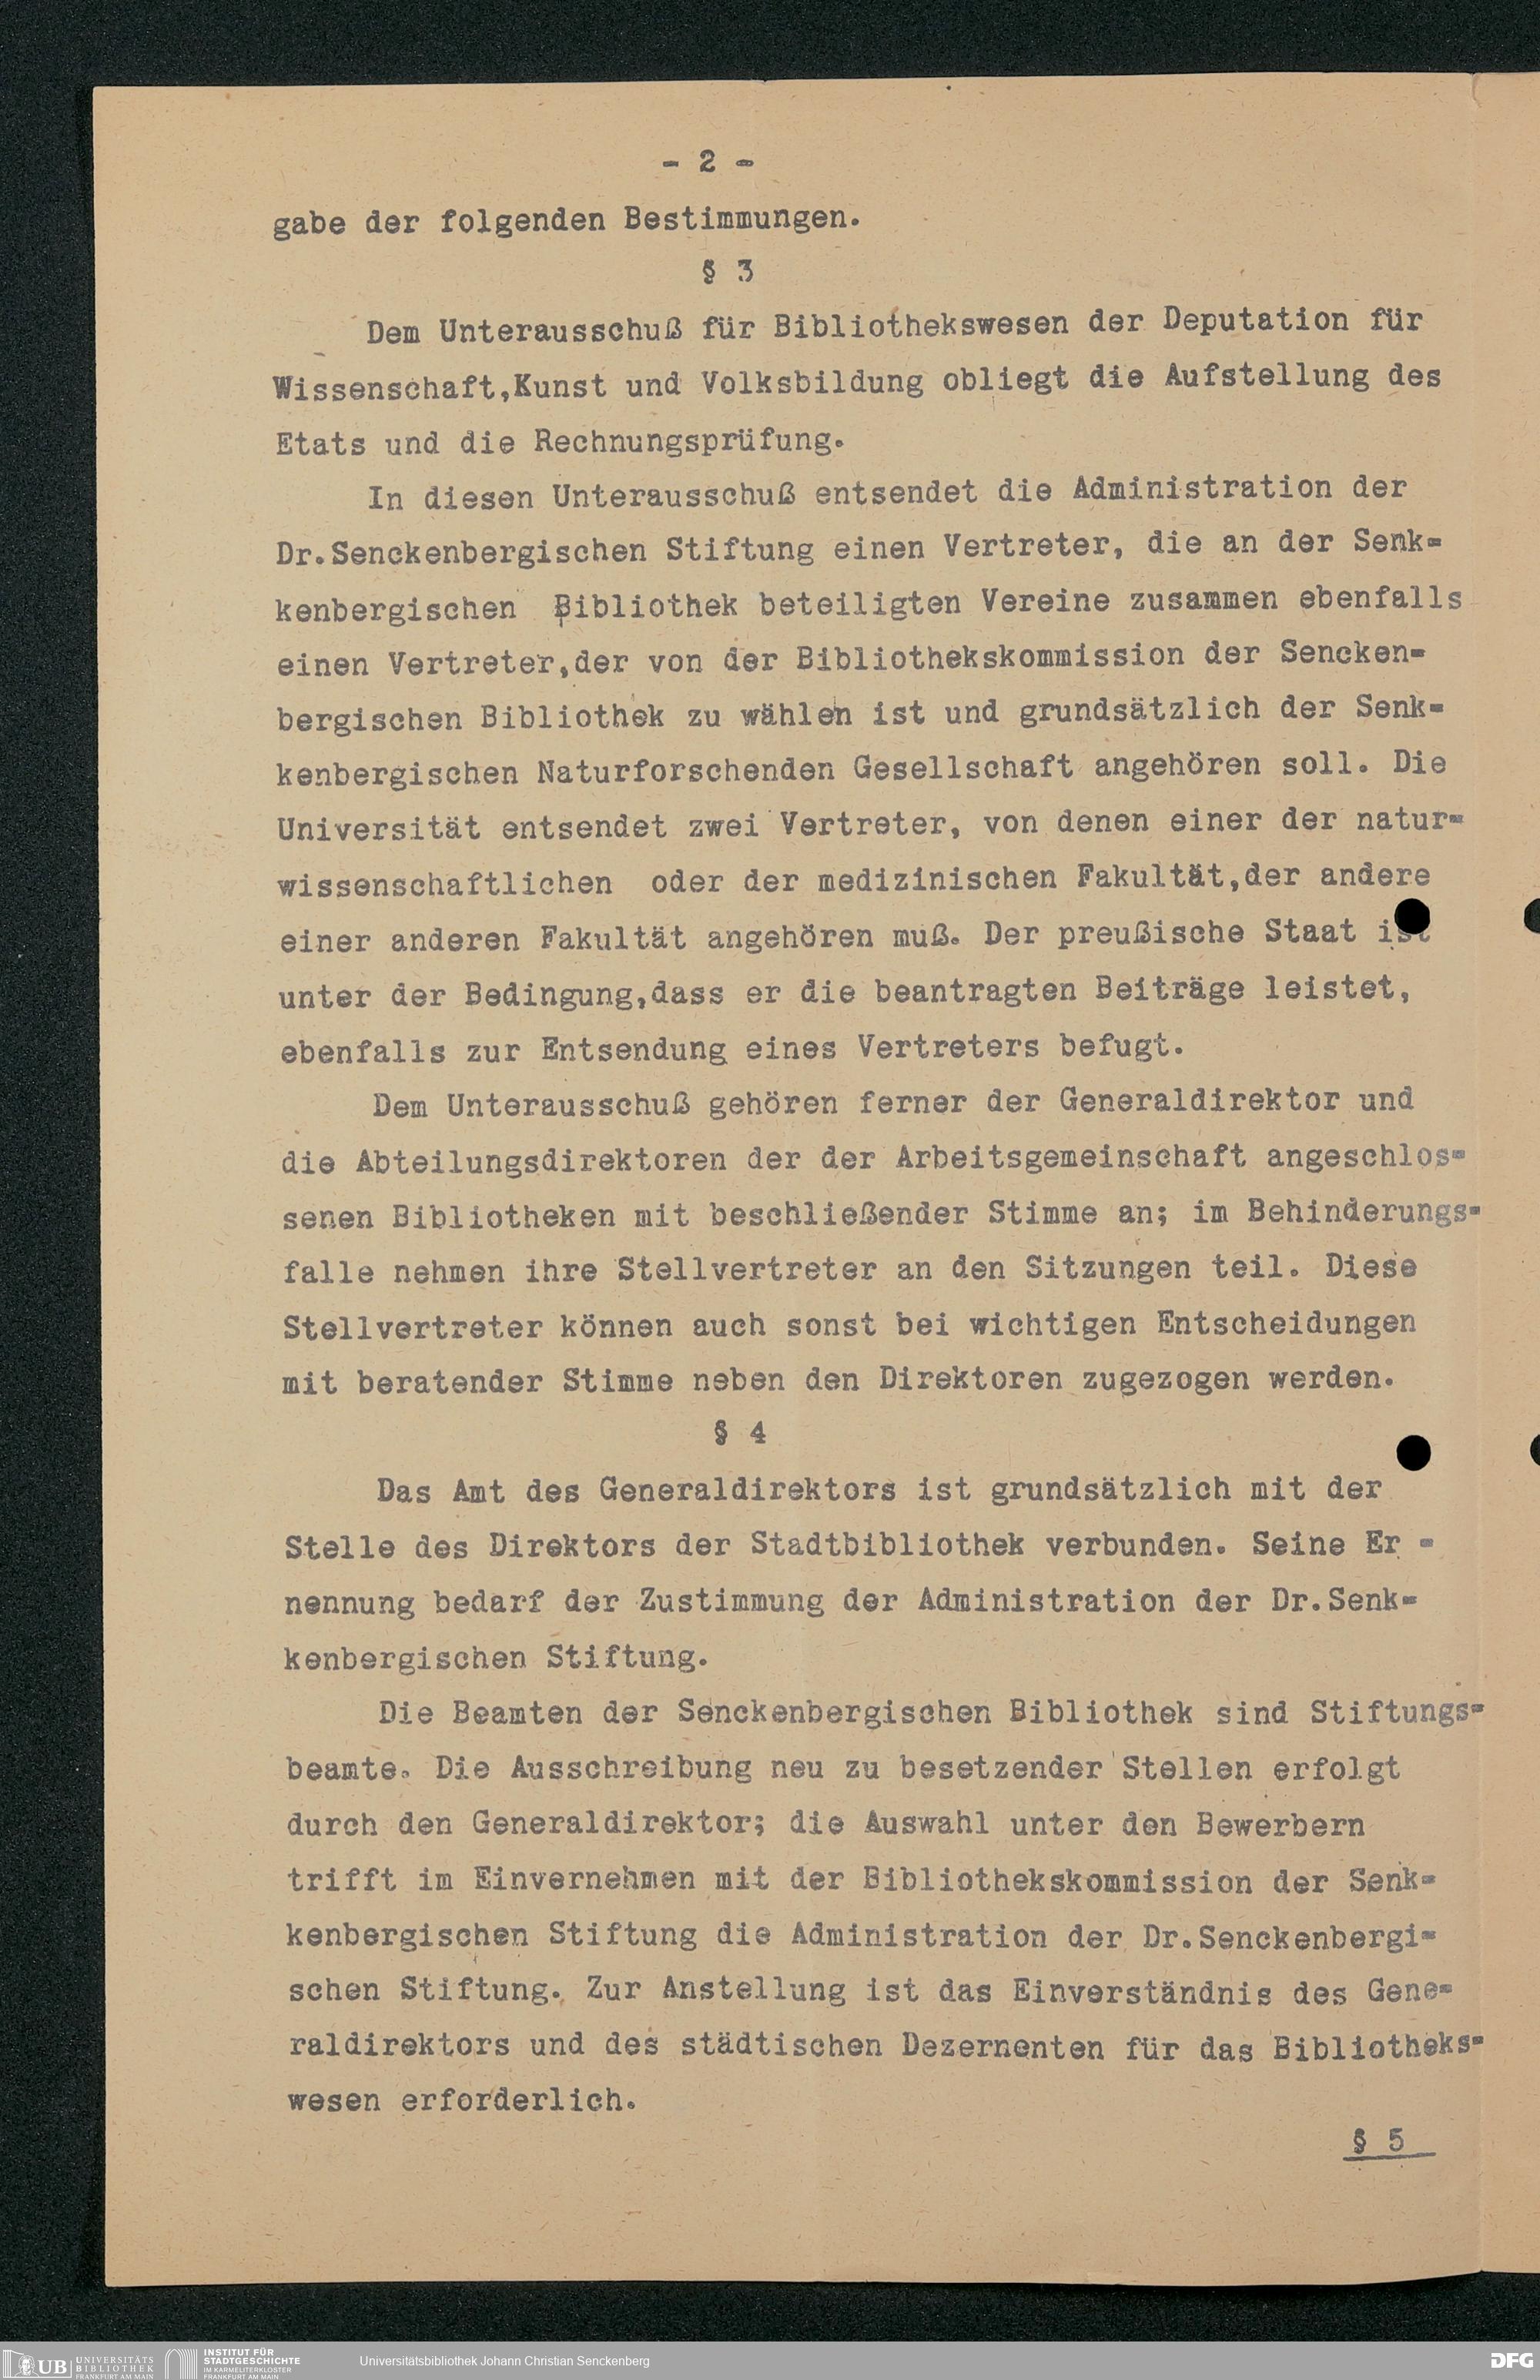 - 2 -
gabe der folgenden Bestimmungen.
§ 3
Dem Unterausschuß für Bibliothekswesen der Deputation für
Wissenschaft,Kunst und Volksbildung obliegt die Aufstellung des
Etats und die Rechnungsprüfung.
In diesen Unterausschuß entsendet die Administration der
Dr.Senckenbergischen Stiftung einen Vertreter, die an der Senk=
kenbergischen Bibliothek beteiligten Vereine zusammen ebenfalls
einen Vertreter,der von der Bibliothekskommission der Sencken=
bergischen Bibliothek zu wählen ist und grundsätzlich der Senk=
kenbergischen Naturforschenden Gesellschaft angehören soll. Die
Universität entsendet zwei Vertreter, von denen einer der natur=
wissenschaftlichen oder der medizinischen Fakultät,der andere
einer anderen Fakultät angehören muß. Der preußische Staat ist
unter der Bedingung,dass er die beantragten Beiträge leistet,
ebenfalls zur Entsendung eines Vertreters befugt.
Dem Unterausschuß gehören ferner der Generaldirektor und
die Abteilungsdirektoren der der Arbeitsgemeinschaft angeschlos=
senen Bibliotheken mit beschließender Stimme an; im Behinderungs=
falle nehmen ihre Stellvertreter an den Sitzungen teil. Diese
Stellvertreter können auch sonst bei wichtigen Entscheidungen
mit beratender Stimme neben den Direktoren zugezogen werden.
§ 4
Das Amt des Generaldirektors ist grundsätzlich mit der
Stelle des Direktors der Stadtbibliothek verbunden. Seine Er =
nennung bedarf der Zustimmung der Administration der Dr.Senk=
kenbergischen Stiftung.
Die Beamten der Senckenbergischen Bibliothek sind Stiftungs=
beamte. Die Ausschreibung neu zu besetzender Stellen erfolgt
durch den Generaldirektor; die Auswahl unter den Bewerbern
trifft im Einvernehmen mit der Bibliothekskommission der Senk=
kenbergischen Stiftung die Administration der Dr.Senckenbergi=
schen Stiftung. Zur Anstellung ist das Einverständnis des Gene=
raldirektors und des städtischen Dezernenten für das Bibliotheks=
wesen erforderlich.
§ 5
UB UNIVERSITÄTS
BIBLIOTHEK
FRANKFURT AM MAIN
INSTITUT FÜR
STADTGESCHICHTE
IM KARMELITERKLOSTER
FRANKFURT AM MAIN
Universitätsbibliothek Johann Christian Senckenberg
DFG